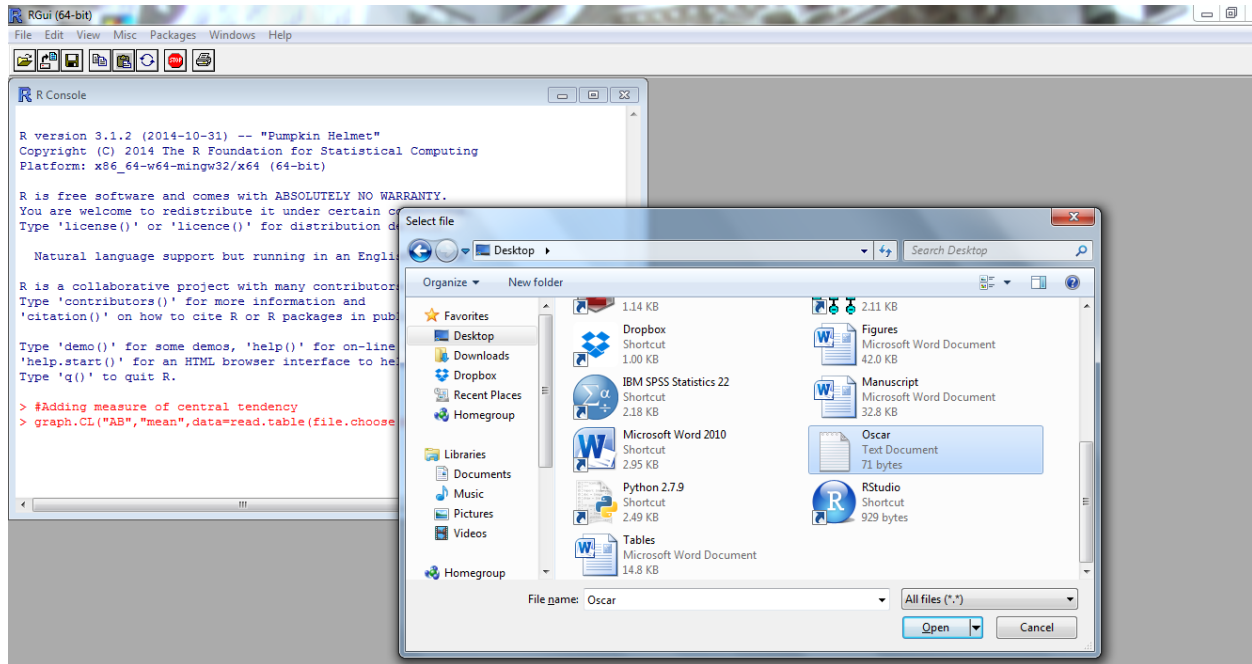 RGui (64-bit)
File Edit View Misc Packages Windows Help
STOP
R Console
R version 3.1.2 (2014-10-31) -- "Pumpkin Helmet"
Copyright (C) 2014 The R Foundation for Statistical Computing
Platform: x86_64-w64-mingw32/x64 (64-bit)
R is free software and comes with ABSOLUTELY NO WARRANTY.
You are welcome to redistribute it under certain c
Type 'license()' or 'licence()' for distribution d
Natural language support but running in an Engli
R is a collaborative project with many contributors
Type 'contributors()' for more information and
'citation()' on how to cite R or R packages in pub
Type 'demo()' for some demos, 'help()' for on-line
'help.start()' for an HTML browser interface to he
Type 'q()' to quit R.
> #Adding measure of central tendency
> graph.CL("AB","mean",data=read.table(file.choose
Select file
Desktop
Search Desktop
Organize New folder
Favorites
Desktop
Downloads
Dropbox
Recent Places
Homegroup
Libraries
Documents
Music
Pictures
Videos
Homegroup
1.14 KB
2.11 KB
Dropbox
Shortcut
1.00 KB
Figures
Microsoft Word Document
42.0 KB
IBM SPSS Statistics 22
Shortcut
2.18 KB
Manuscript
Microsoft Word Document
32.8 KB
Microsoft Word 2010
Shortcut
2.95 KB
Oscar
Text Document
71 bytes
Python 2.7.9
Shortcut
2.49 KB
RStudio
Shortcut
929 bytes
Tables
Microsoft Word Document
14.8 KB
File name: Oscar
All files (*.*)
Open
Cancel